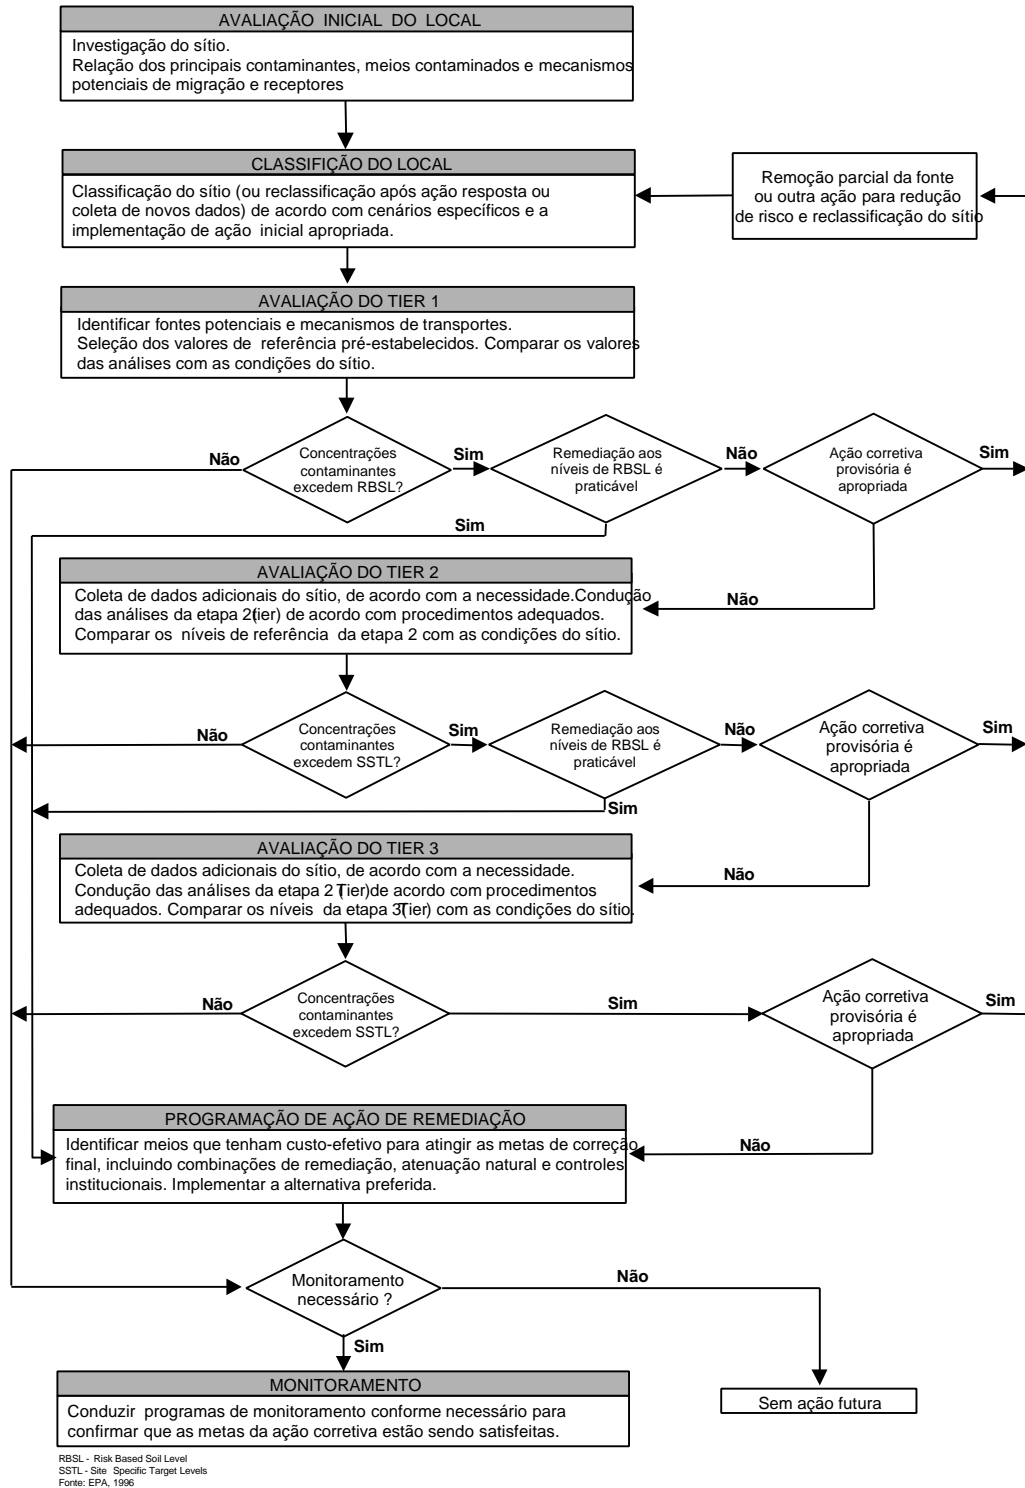 AVALIAÇÃO INICIAL DO LOCAL
Investigação do sítio.
Relação dos principais contaminantes, meios contaminados e mecanismos
potenciais de migração e receptores
CLASSIFIÇÃO DO LOCAL
Classificação do sítio (ou reclassificação após ação resposta ou
coleta de novos dados) de acordo com cenários específicos e a
implementação de ação inicial apropriada.
Remoção parcial da fonte
ou outra ação para redução
de risco e reclassificação do sítio
AVALIAÇÃO DO TIER 1
Identificar fontes potenciais e mecanismos de transportes.
Seleção dos valores de referência pré-estabelecidos. Comparar os valores
das análises com as condições do sítio.
Não
Concentrações
contaminantes
excedem RBSL?
Sim
Remediação aos
níveis de RBSL é
praticável
Não
Ação corretiva
provisória é
apropriada
Sim
Sim
AVALIAÇÃO DO TIER 2
Coleta de dados adicionais do sítio, de acordo com a necessidade.Condução
das análises da etapa 2(tier) de acordo com procedimentos adequados.
Comparar os níveis de referência da etapa 2 com as condições do sítio.
Não
Não
Concentrações
contaminantes
excedem SSTL?
Sim
Remediação aos
níveis de RBSL é
praticável
Não
Ação corretiva
provisória é
apropriada
Sim
Sim
AVALIAÇÃO DO TIER 3
Coleta de dados adicionais do sítio, de acordo com a necessidade.
Condução das análises da etapa 2 (Tier)de acordo com procedimentos
adequados. Comparar os níveis da etapa 3(Tier) com as condições do sítio.
Não
Não
Concentrações
contaminantes
excedem SSTL?
Sim
Ação corretiva
provisória é
apropriada
Sim
PROGRAMAÇÃO DE AÇÃO DE REMEDIAÇÃO
Identificar meios que tenham custo-efetivo para atingir as metas de correção
final, incluindo combinações de remediação, atenuação natural e controles
institucionais. Implementar a alternativa preferida.
Não
Monitoramento
necessário ?
Não
Sim
MONITORAMENTO
Conduzir programas de monitoramento conforme necessário para
confirmar que as metas da ação corretiva estão sendo satisfeitas.
Sem ação futura
RBSL - Risk Based Soil Level
SSTL - Site Specific Target Levels
Fonte: EPA, 1996